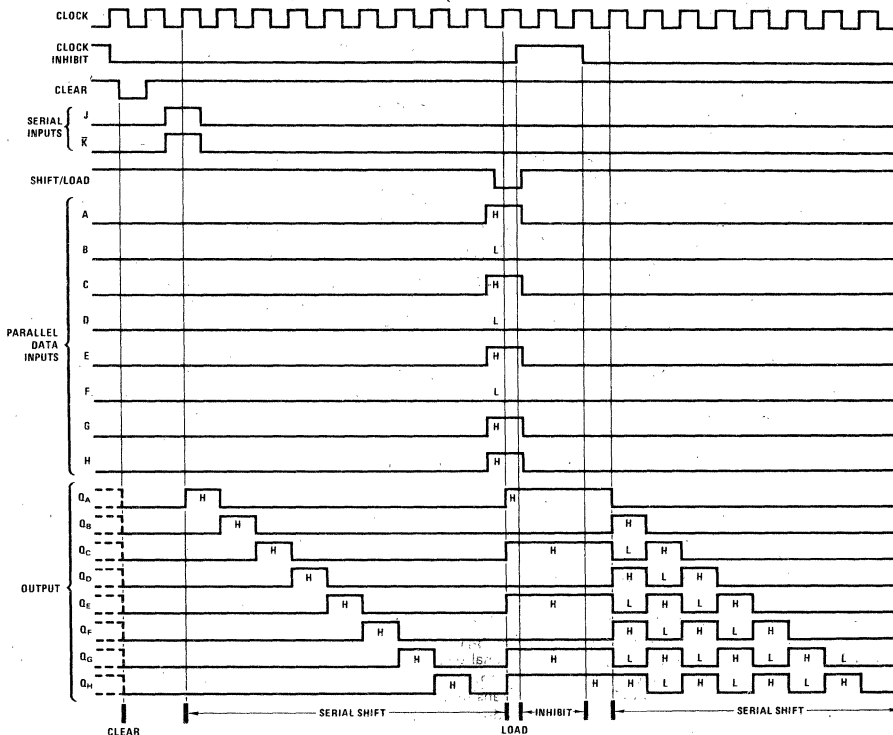 CLOCK
CLOCK
INHIBIT
CLEAR
SERIAL
INPUTS
J
K̅
SHIFT/LOAD
PARALLEL
DATA
INPUTS
A
H
B
L
C
H
D
L
E
H
F
L
G
H
H
H
OUTPUT
QA H H
QB H H
QC H H L H
QD H H L H
QE H H L H L H
QF H H L H L H
QG H H L H L H L H L
QH H H H L H L H L H
SERIAL SHIFT INHIBIT SERIAL SHIFT
CLEAR LOAD